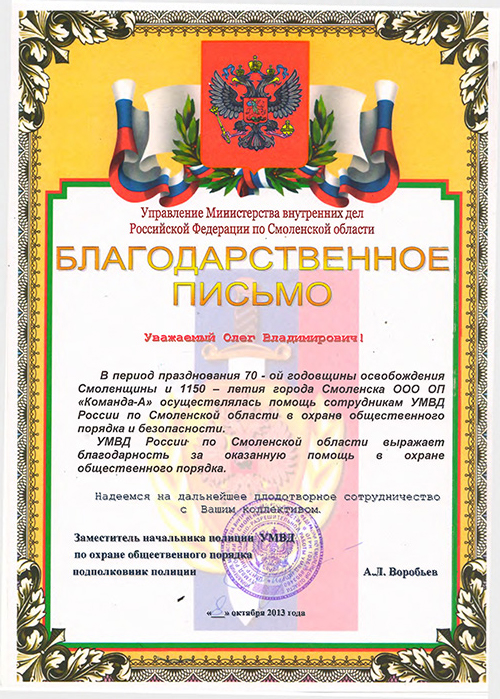 Управление Министерства внутренних дел
Российской Федерации по Смоленской области
БЛАГОДАРСТВЕННОЕ
ПИСЬМО
Уважаемый Олег Владимирович!
В период празднования 70 - ой годовщины освобождения
Смоленщины и 1150 – летия города Смоленска ООО ОП
«Команда-А» осуществлялась помощь сотрудникам УМВД
России по Смоленской области в охране общественного
порядка и безопасности.
УМВД России по Смоленской области выражает
благодарность за оказанную помощь в охране
общественного порядка.
Надеемся на дальнейшее плодотворное сотрудничество
с Вашим коллективом.
Заместитель начальника полиции УМВД
по охране общественного порядка
подполковник полиции А.Л. Воробьев
«__» октября 2013 года